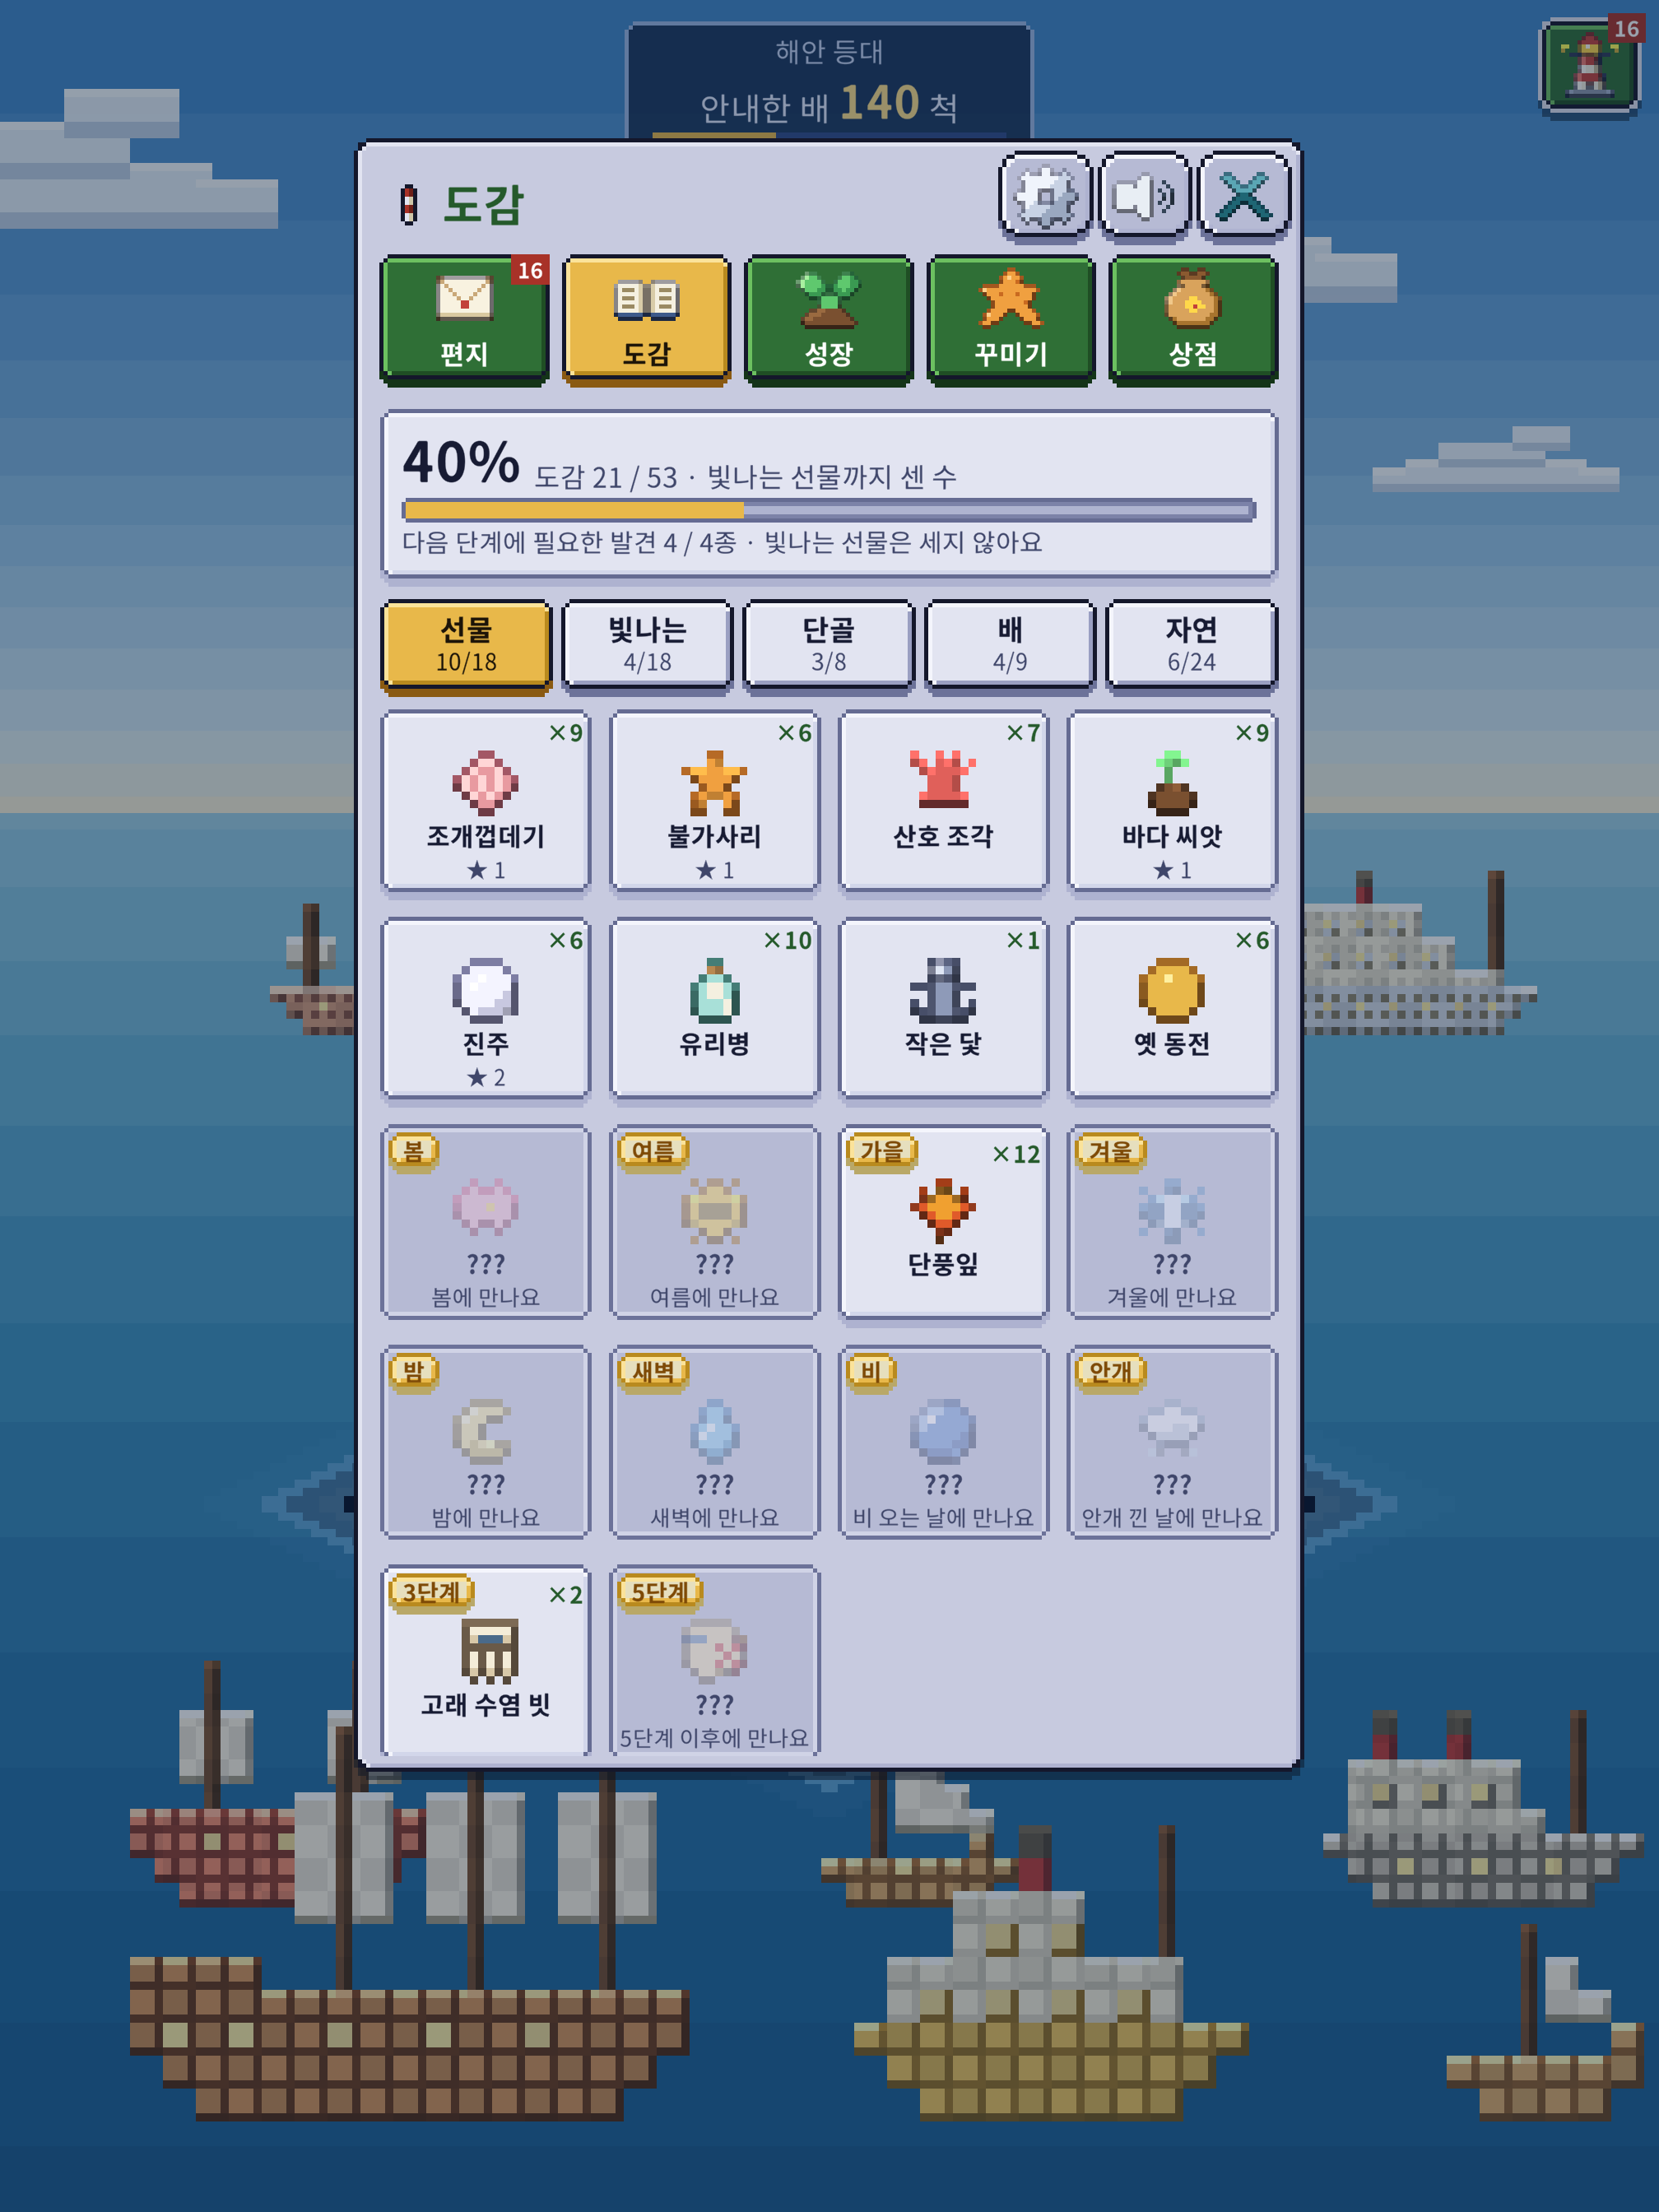 해안 등대
안내한 배 140 척
16
도감
16
편지
도감
성장
꾸미기
상점
40% 도감 21 / 53 · 빛나는 선물까지 센 수
다음 단계에 필요한 발견 4 / 4종 · 빛나는 선물은 세지 않아요
선물
10/18
빛나는
4/18
단골
3/8
배
4/9
자연
6/24
×9
조개껍데기
★ 1
×6
불가사리
★ 1
×7
산호 조각
×9
바다 씨앗
★ 1
×6
진주
★ 2
×10
유리병
×1
작은 닻
×6
옛 동전
봄
???
봄에 만나요
여름
???
여름에 만나요
가을
×12
단풍잎
겨울
???
겨울에 만나요
밤
???
밤에 만나요
새벽
???
새벽에 만나요
비
???
비 오는 날에 만나요
안개
???
안개 낀 날에 만나요
3단계
×2
고래 수염 빗
5단계
???
5단계 이후에 만나요